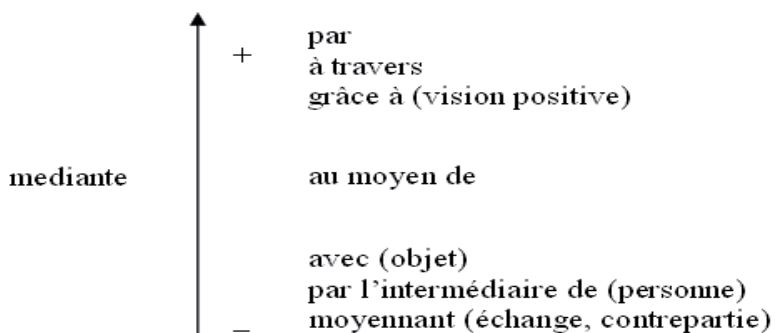 + par
à travers
grâce à (vision positive)
mediante au moyen de
avec (objet)
par l’intermédiaire de (personne)
– moyennant (échange, contrepartie)